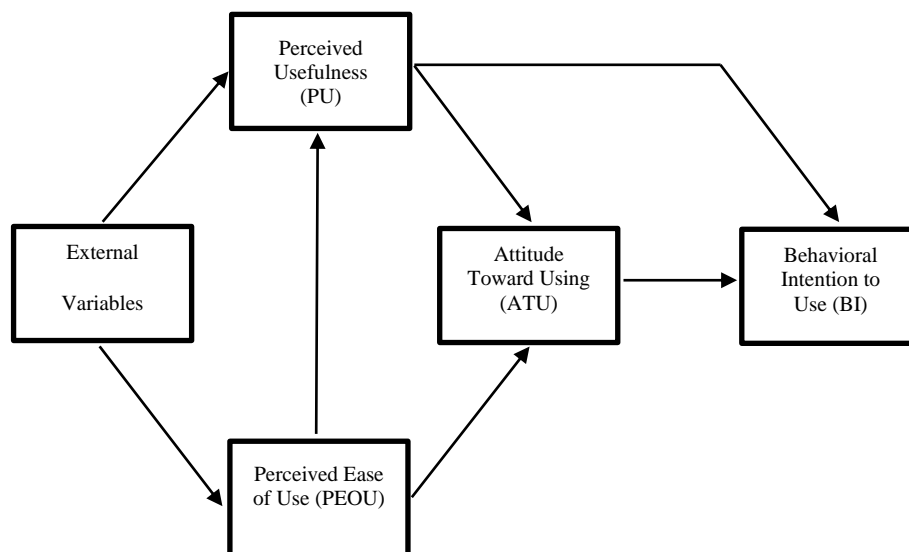 Perceived
Usefulness
(PU)
External
Variables
Attitude
Toward Using
(ATU)
Behavioral
Intention to
Use (BI)
Perceived Ease
of Use (PEOU)